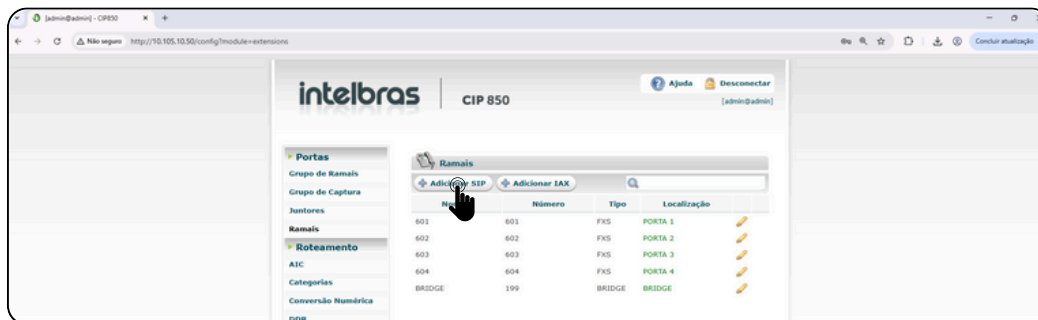 [admin@admin] - CIP850
Não seguro http://10.105.10.50/config?module=extensions
Concluir atualização
intelbras CIP 850
Ajuda Desconectar
[admin@admin]
Portas
Grupo de Ramais
Grupo de Captura
Juntores
Ramais
Roteamento
AIC
Categorias
Conversão Numérica
DDR
Ramais
Adicionar SIP Adicionar IAX
Número Tipo Localização
601 601 FXS PORTA 1
602 602 FXS PORTA 2
603 603 FXS PORTA 3
604 604 FXS PORTA 4
BRIDGE 199 BRIDGE BRIDGE